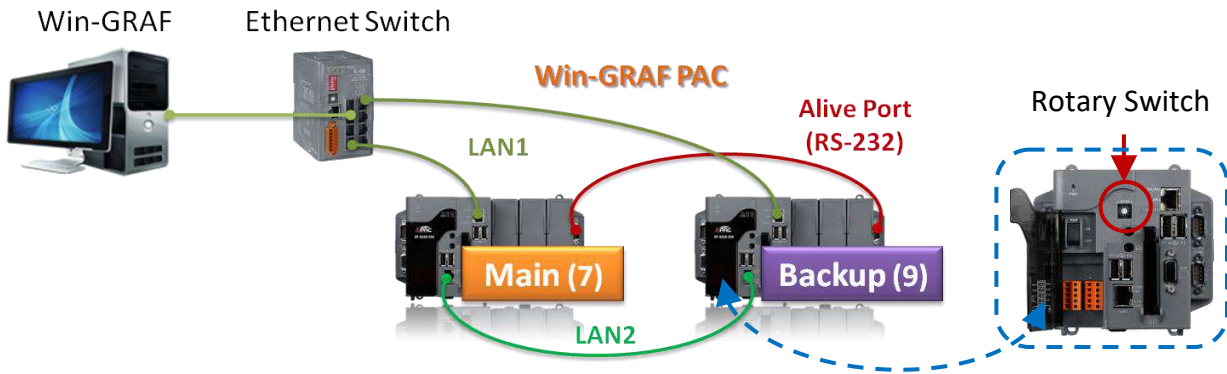 Win-GRAF
Ethernet Switch
Win-GRAF PAC
Alive Port
(RS-232)
Rotary Switch
LAN1
Main (7)
Backup (9)
LAN2